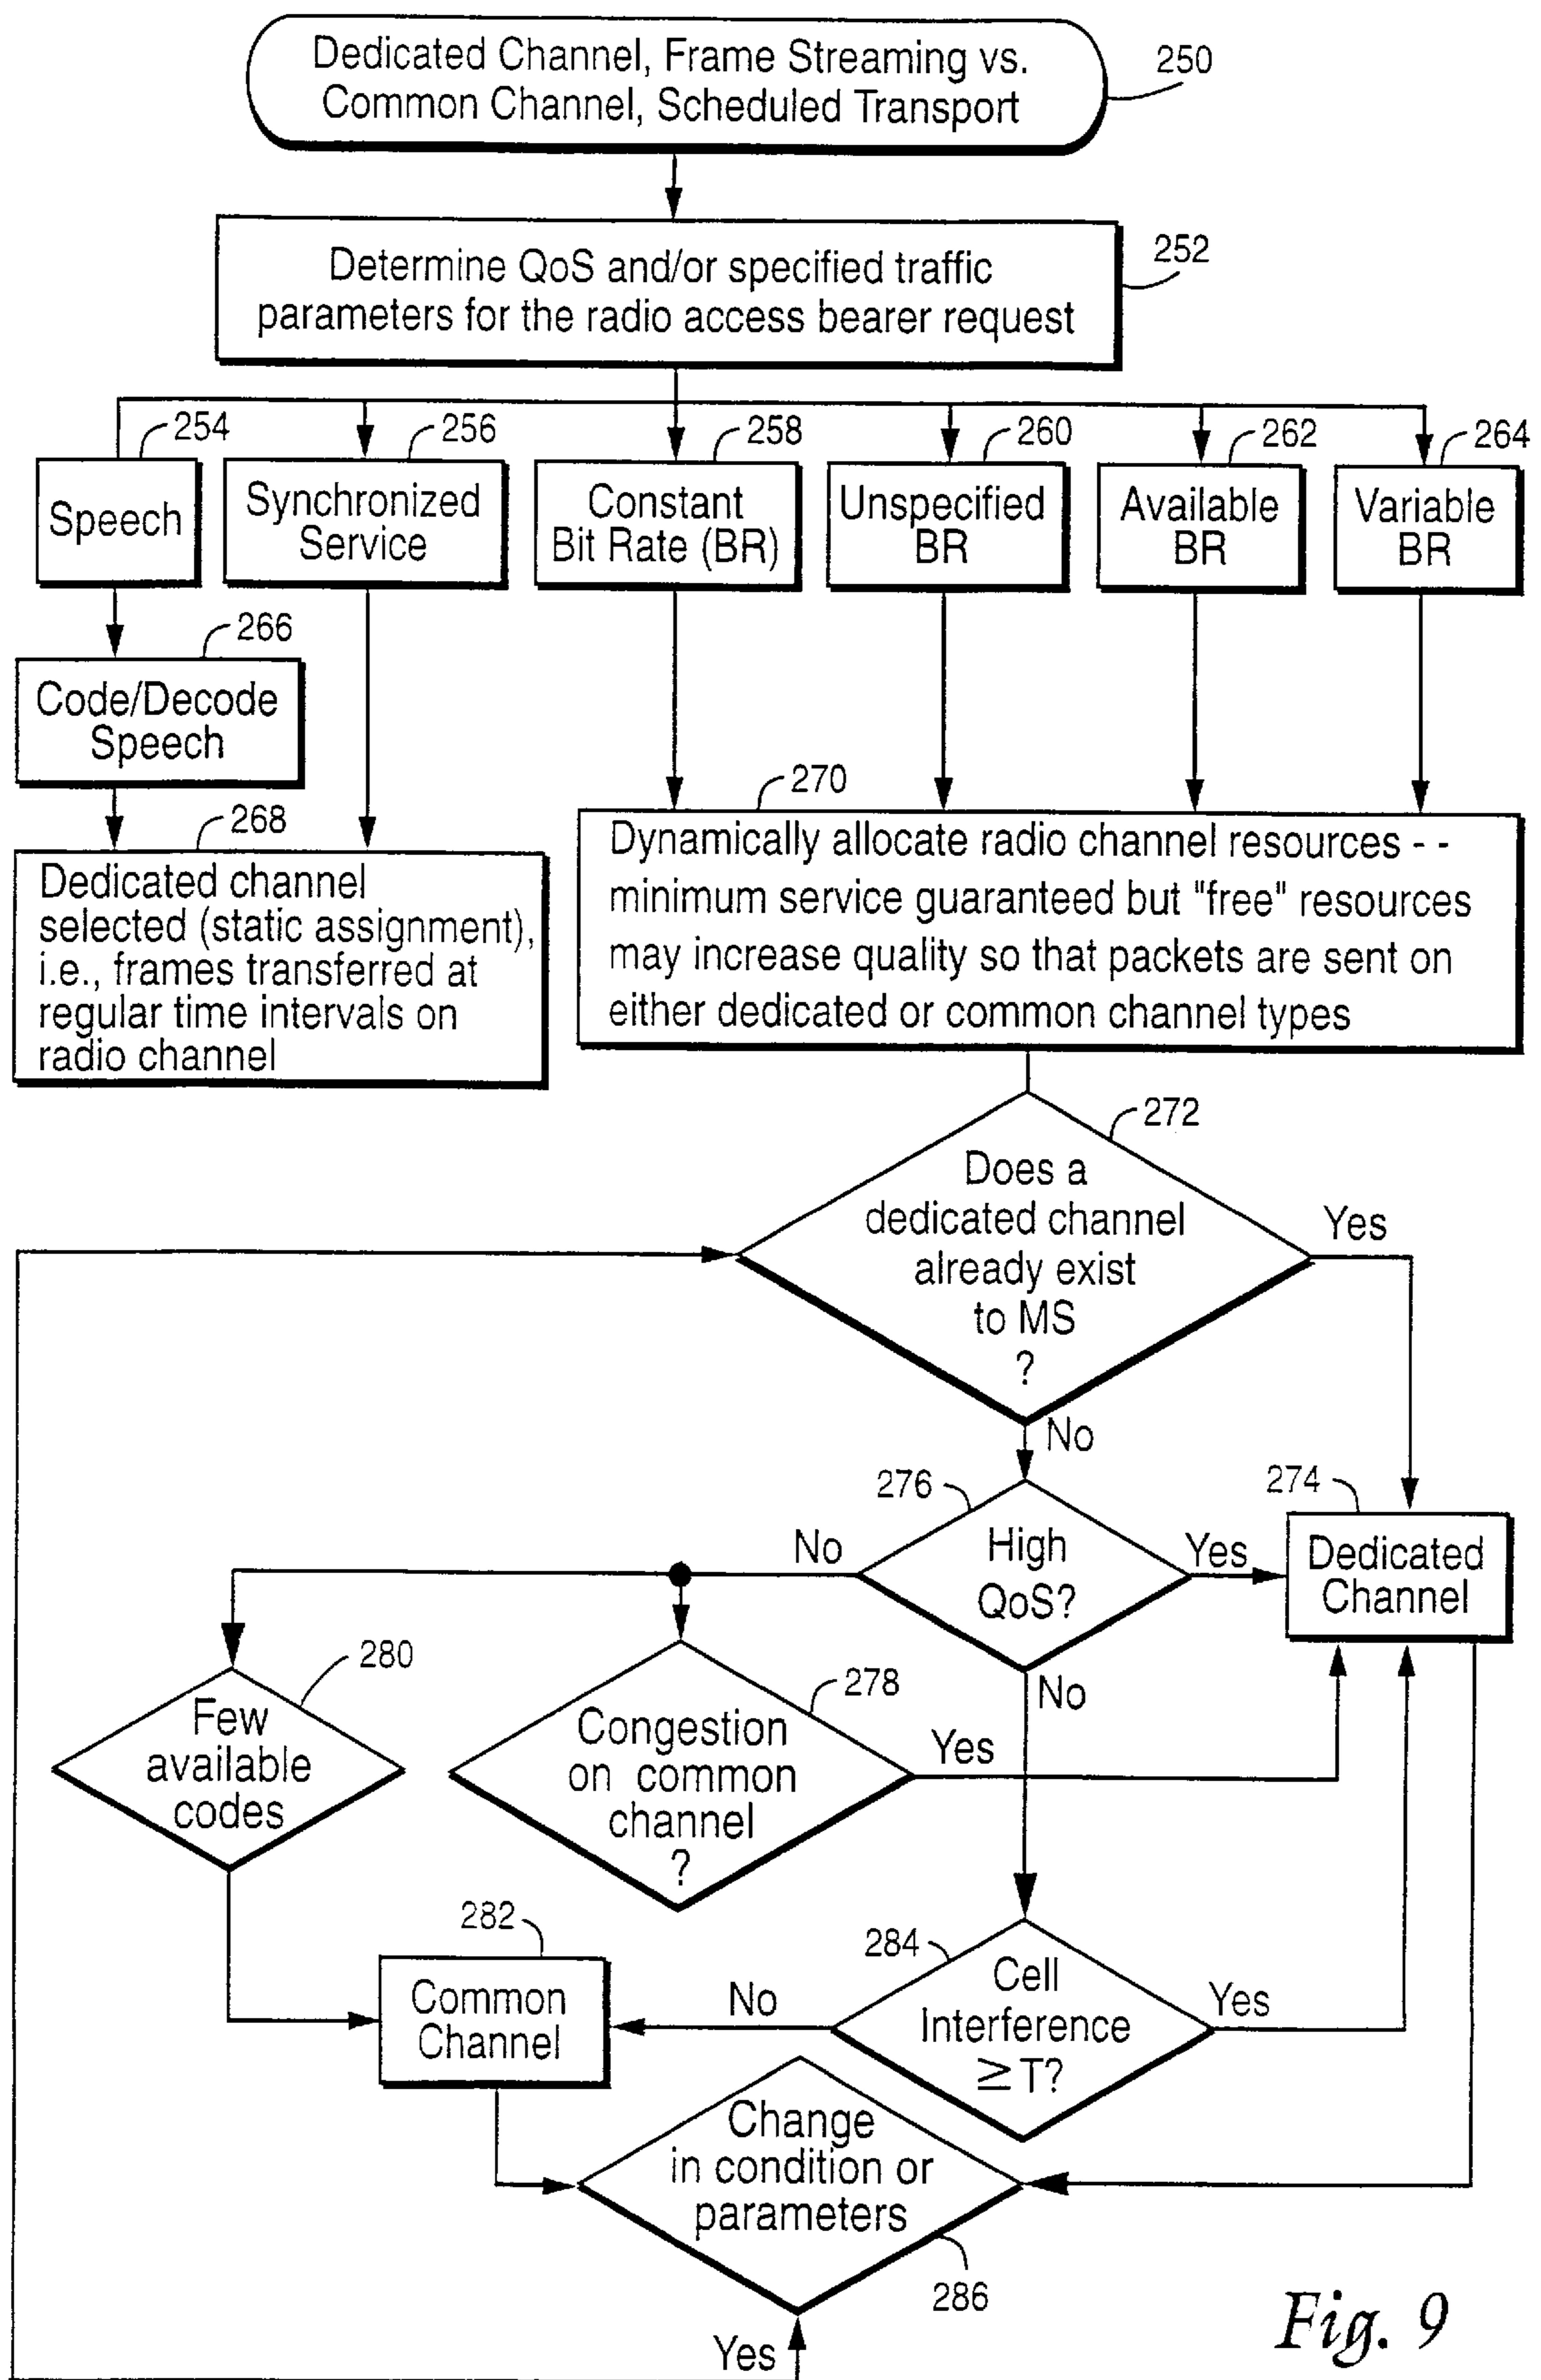 Dedicated Channel, Frame Streaming vs.
Common Channel, Scheduled Transport
250
Determine QoS and/or specified traffic
parameters for the radio access bearer request
252
254
256
258
260
262
264
Speech
Synchronized
Service
Constant
Bit Rate (BR)
Unspecified
BR
Available
BR
Variable
BR
266
Code/Decode
Speech
268
Dedicated channel
selected (static assignment),
i.e., frames transferred at
regular time intervals on
radio channel
270
Dynamically allocate radio channel resources - -
minimum service guaranteed but "free" resources
may increase quality so that packets are sent on
either dedicated or common channel types
272
Does a
dedicated channel
already exist
to MS
?
Yes
No
276
High
QoS?
No
Yes
No
274
Dedicated
Channel
280
Few
available
codes
278
Congestion
on common
channel
?
Yes
282
Common
Channel
284
Cell
Interference
≥ T?
No
Yes
Change
in condition or
parameters
286
Yes
Fig. 9